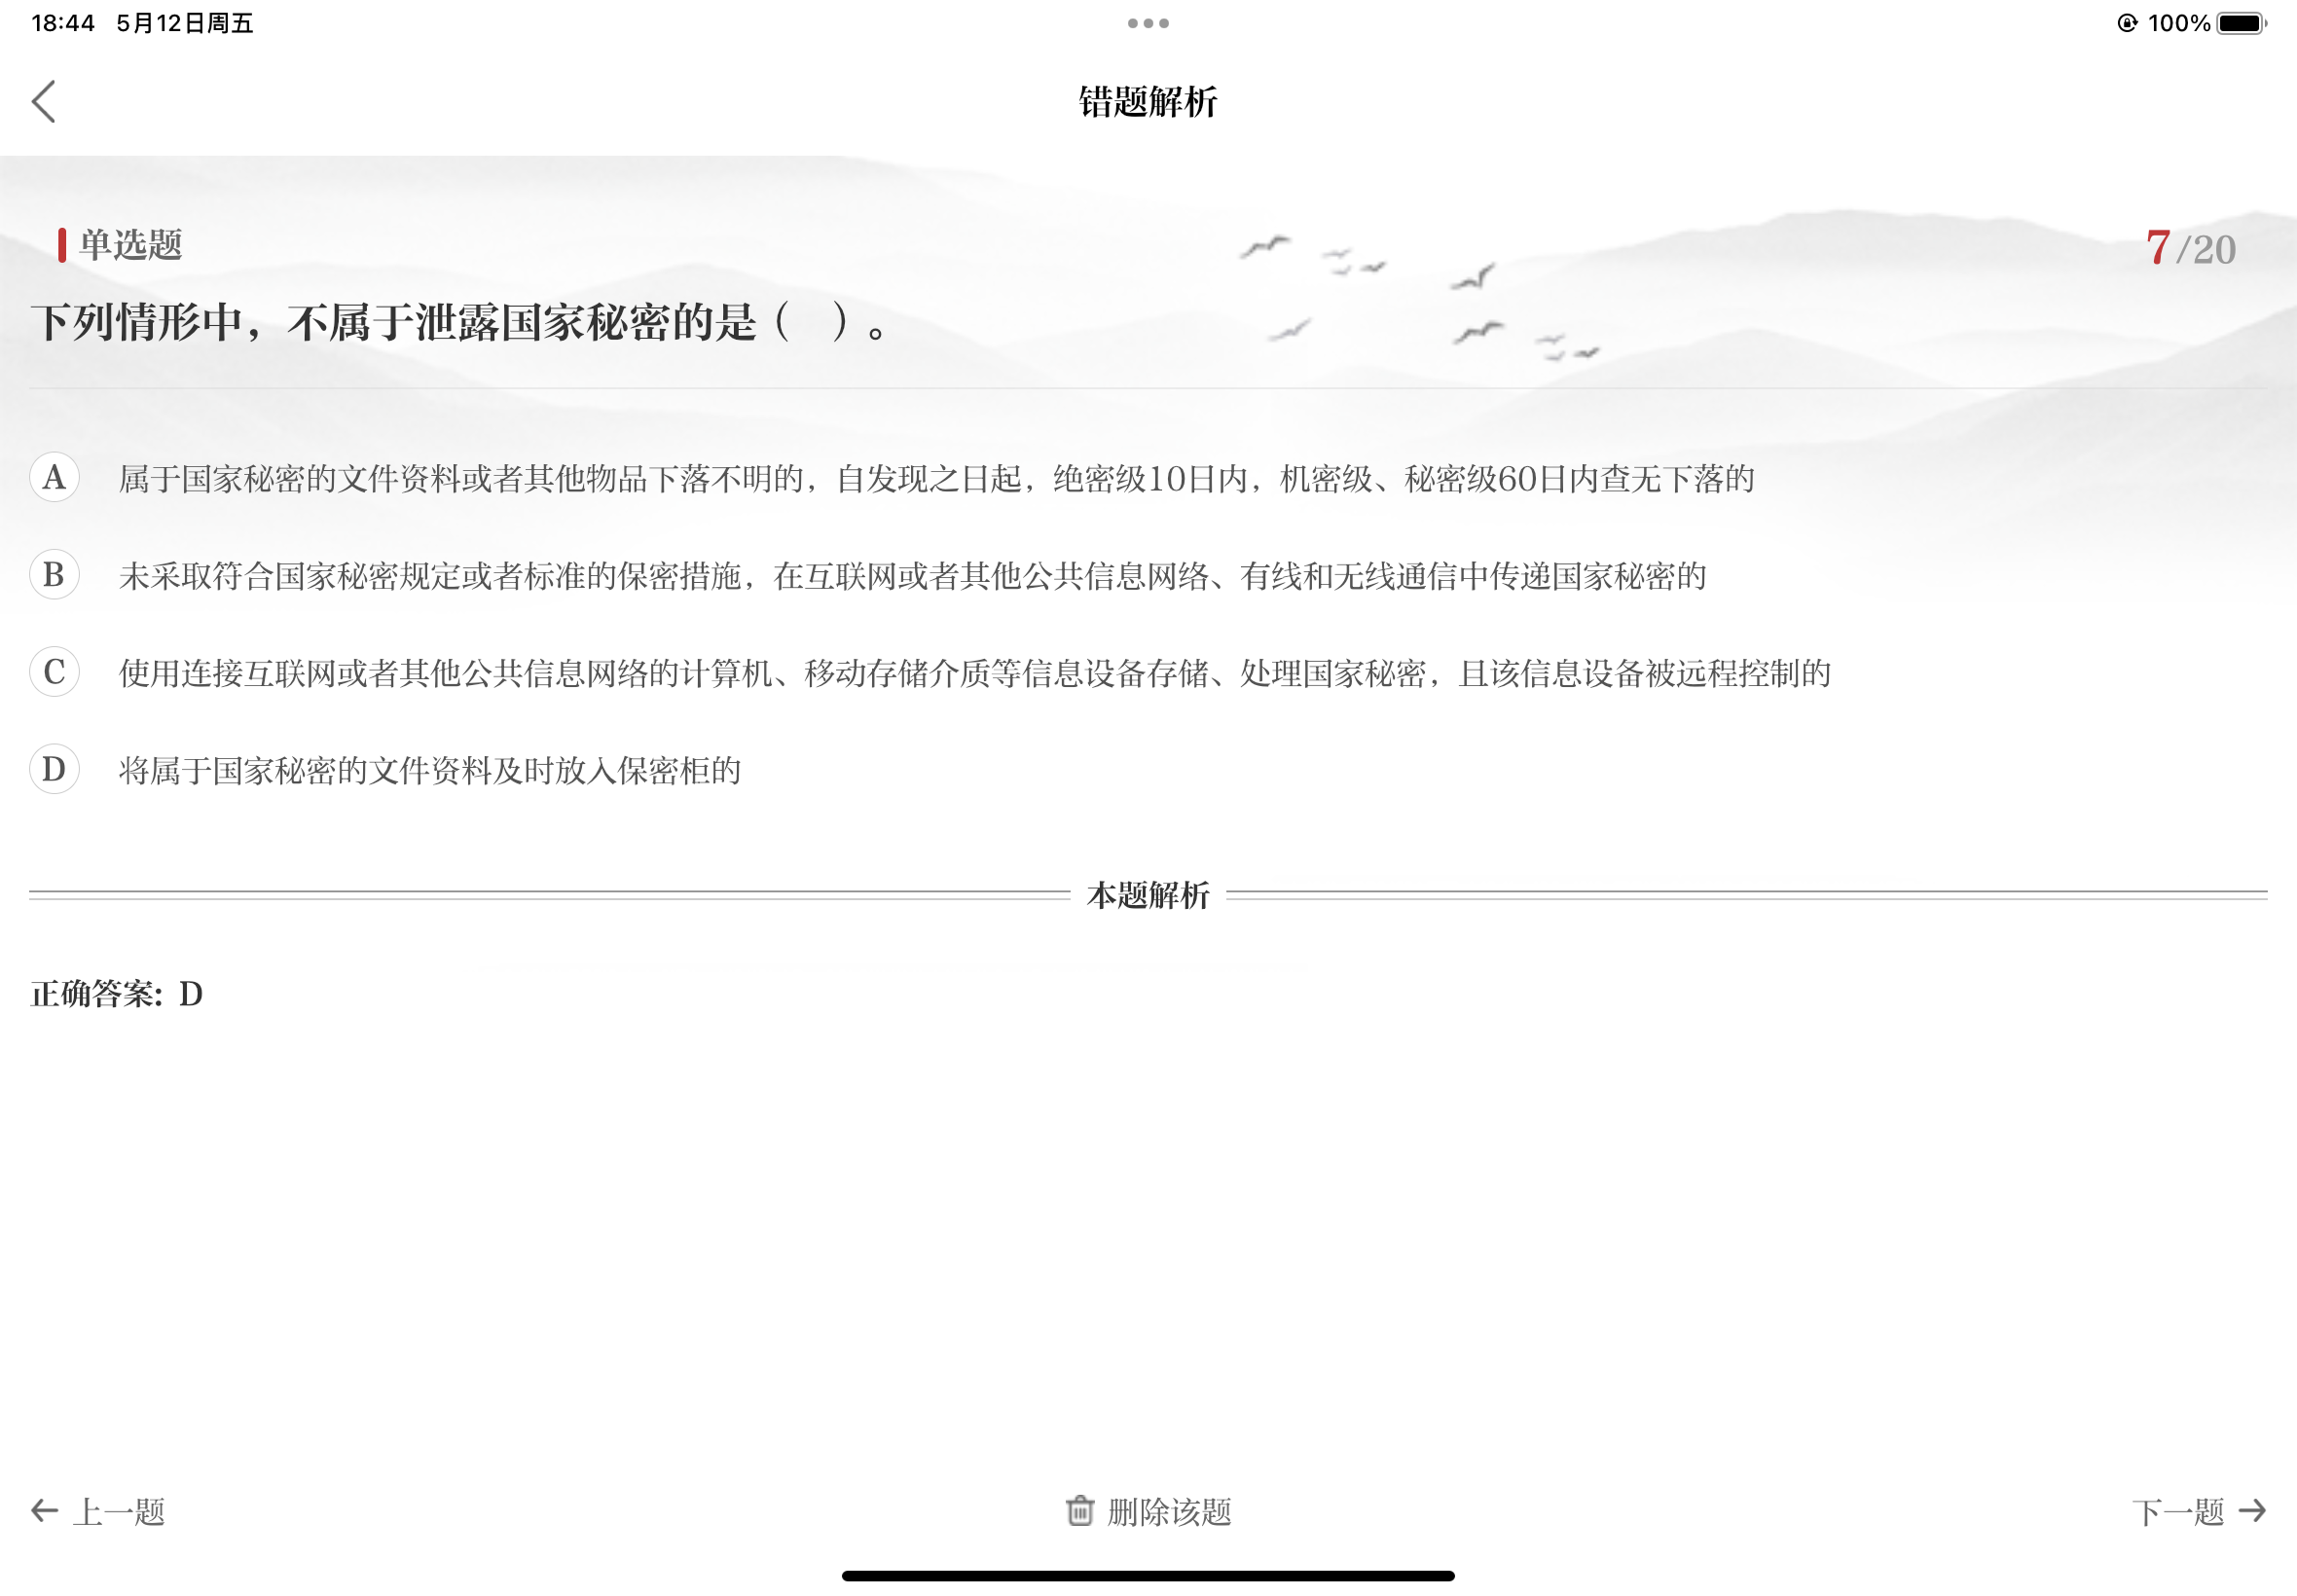 18:44 5月12日周五
100%
错题解析
单选题
7/20
下列情形中，不属于泄露国家秘密的是（ ）。
A 属于国家秘密的文件资料或者其他物品下落不明的，自发现之日起，绝密级10日内，机密级、秘密级60日内查无下落的
B 未采取符合国家秘密规定或者标准的保密措施，在互联网或者其他公共信息网络、有线和无线通信中传递国家秘密的
C 使用连接互联网或者其他公共信息网络的计算机、移动存储介质等信息设备存储、处理国家秘密，且该信息设备被远程控制的
D 将属于国家秘密的文件资料及时放入保密柜的
本题解析
正确答案：D
上一题
删除该题
下一题